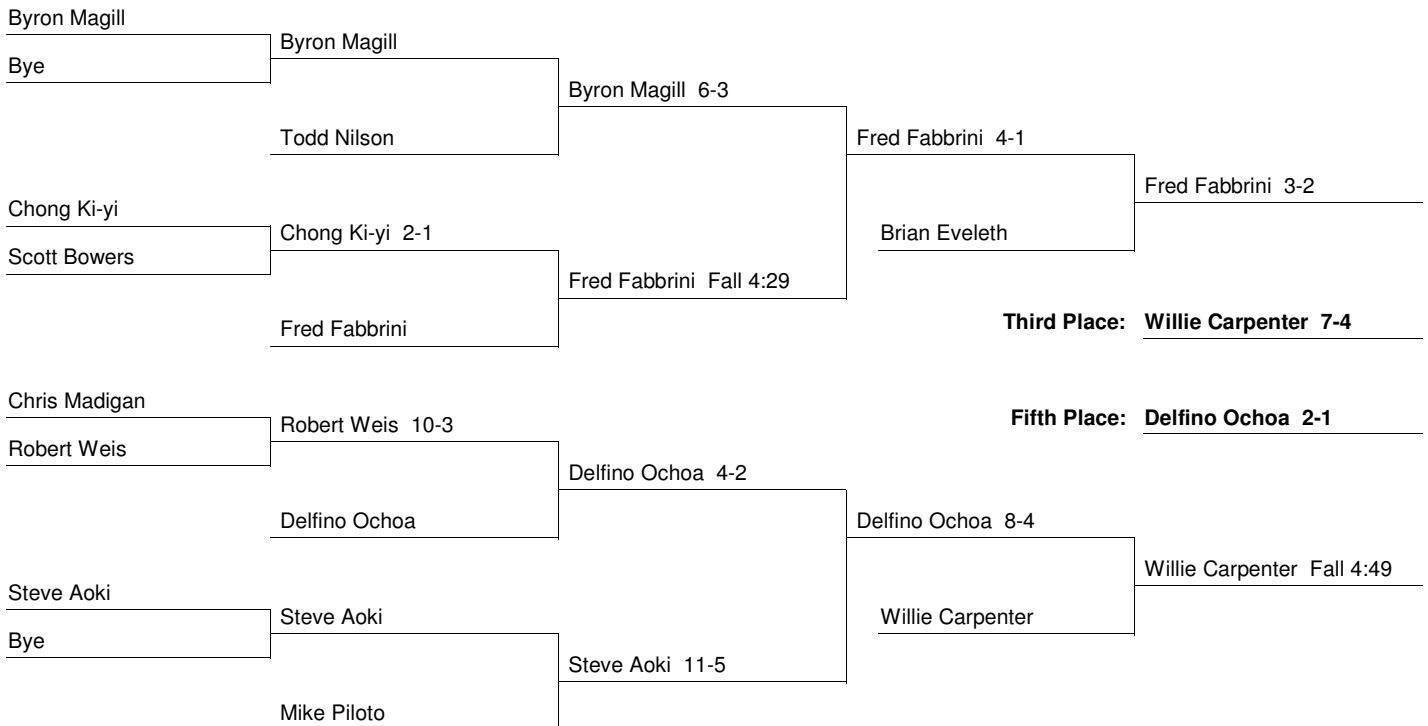 Byron Magill
Byron Magill
Bye
Byron Magill 6-3
Todd Nilson
Fred Fabbrini 4-1
Fred Fabbrini 3-2
Chong Ki-yi
Chong Ki-yi 2-1
Brian Eveleth
Scott Bowers
Fred Fabbrini Fall 4:29
Fred Fabbrini
Third Place: Willie Carpenter 7-4
Chris Madigan
Robert Weis 10-3
Fifth Place: Delfino Ochoa 2-1
Robert Weis
Delfino Ochoa 4-2
Delfino Ochoa
Delfino Ochoa 8-4
Willie Carpenter Fall 4:49
Steve Aoki
Steve Aoki
Willie Carpenter
Bye
Steve Aoki 11-5
Mike Piloto